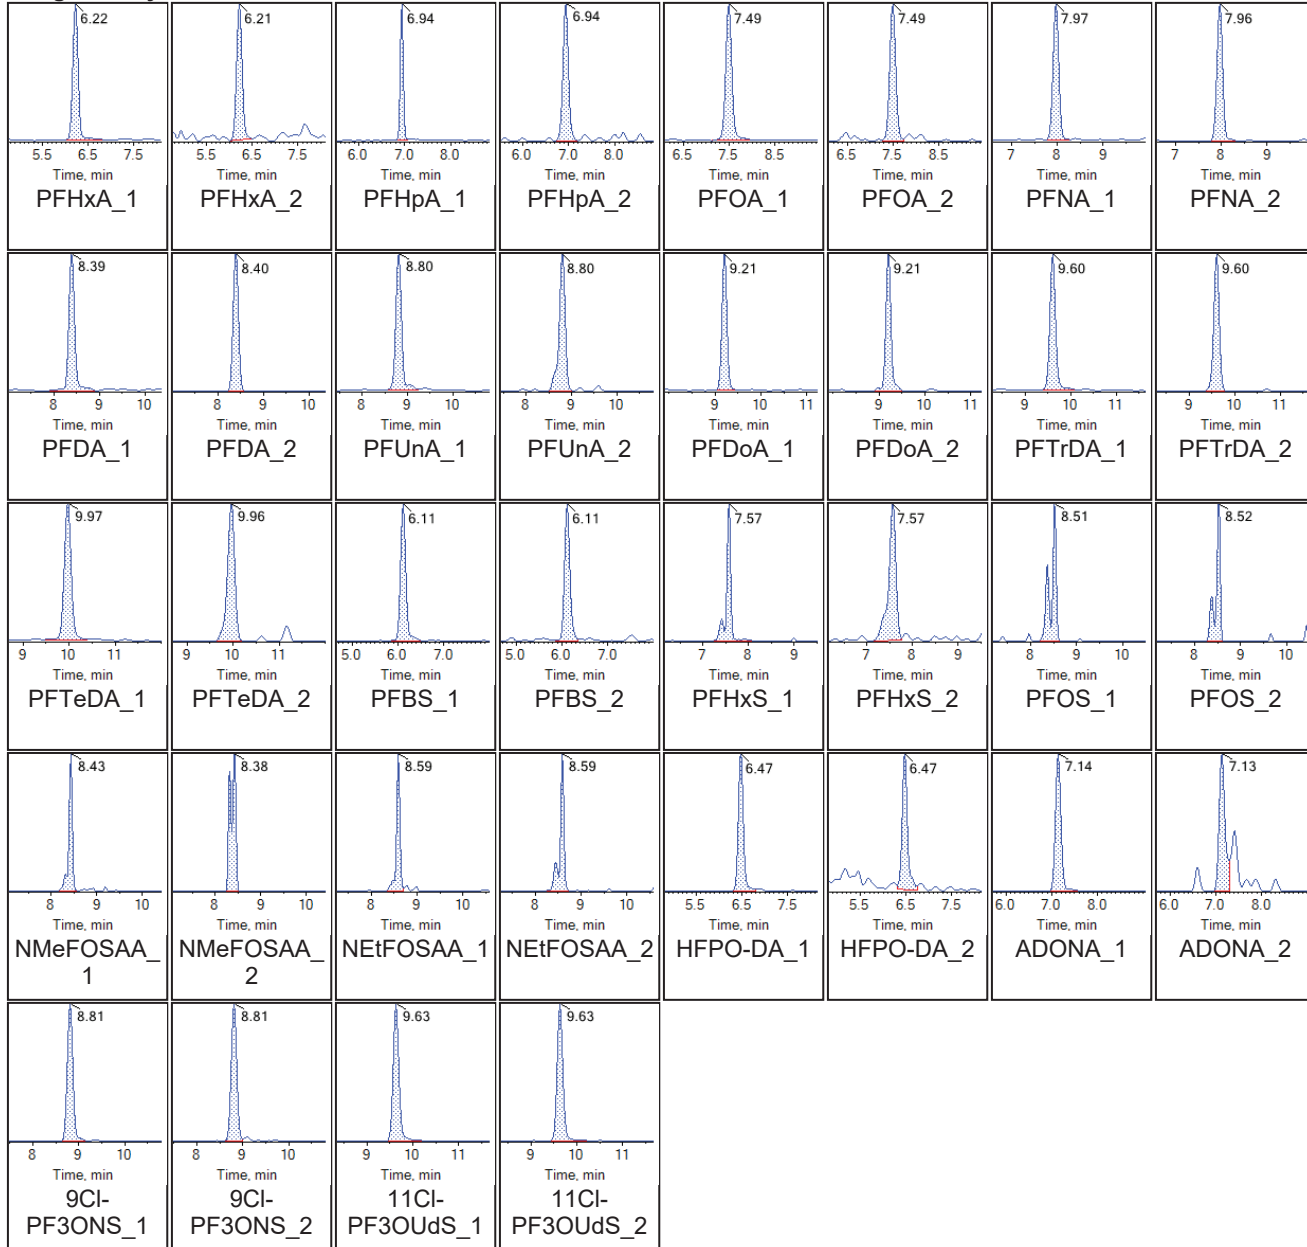 6.22 6.21 6.94 6.94 7.49 7.49 7.97 7.96
5.5 6.5 7.5 5.5 6.5 7.5 6.0 7.0 8.0 6.0 7.0 8.0 6.5 7.5 8.5 6.5 7.5 8.5 7 8 9 7 8 9
Time, min Time, min Time, min Time, min Time, min Time, min Time, min Time, min
PFHxA_1 PFHxA_2 PFHpA_1 PFHpA_2 PFOA_1 PFOA_2 PFNA_1 PFNA_2
8.39 8.40 8.80 8.80 9.21 9.21 9.60 9.60
8 9 10 8 9 10 8 9 10 8 9 10 9 10 11 9 10 11 9 10 11 9 10 11
Time, min Time, min Time, min Time, min Time, min Time, min Time, min Time, min
PFDA_1 PFDA_2 PFUnA_1 PFUnA_2 PFDoA_1 PFDoA_2 PFTrDA_1 PFTrDA_2
9.97 9.96 6.11 6.11 7.57 7.57 8.51 8.52
9 10 11 9 10 11 5.0 6.0 7.0 5.0 6.0 7.0 7 8 9 6 7 8 9 8 9 10 8 9 10
Time, min Time, min Time, min Time, min Time, min Time, min Time, min Time, min
PFTeDA_1 PFTeDA_2 PFBS_1 PFBS_2 PFHxS_1 PFHxS_2 PFOS_1 PFOS_2
8.43 8.38 8.59 8.59 6.47 6.47 7.14 7.13
8 9 10 8 9 10 8 9 10 8 9 10 5.5 6.5 7.5 5.5 6.5 7.5 6.0 7.0 8.0 6.0 7.0 8.0
Time, min Time, min Time, min Time, min Time, min Time, min Time, min Time, min
NMeFOSAA_ NMeFOSAA_ NEtFOSAA_1 NEtFOSAA_2 HFPO-DA_1 HFPO-DA_2 ADONA_1 ADONA_2
1 2
8.81 8.81 9.63 9.63
8 9 10 8 9 10 9 10 11 9 10 11
Time, min Time, min Time, min Time, min
9Cl- 9Cl- 11Cl- 11Cl-
PF3ONS_1 PF3ONS_2 PF3OUdS_1 PF3OUdS_2